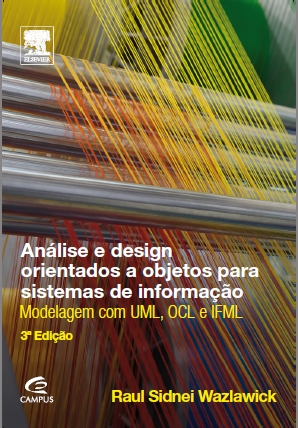 ELSEVIER
Análise e design
orientados a objetos para
sistemas de informação
Modelagem com UML, OCL e IFML
3ª Edição
CAMPUS
Raul Sidnei Wazlawick